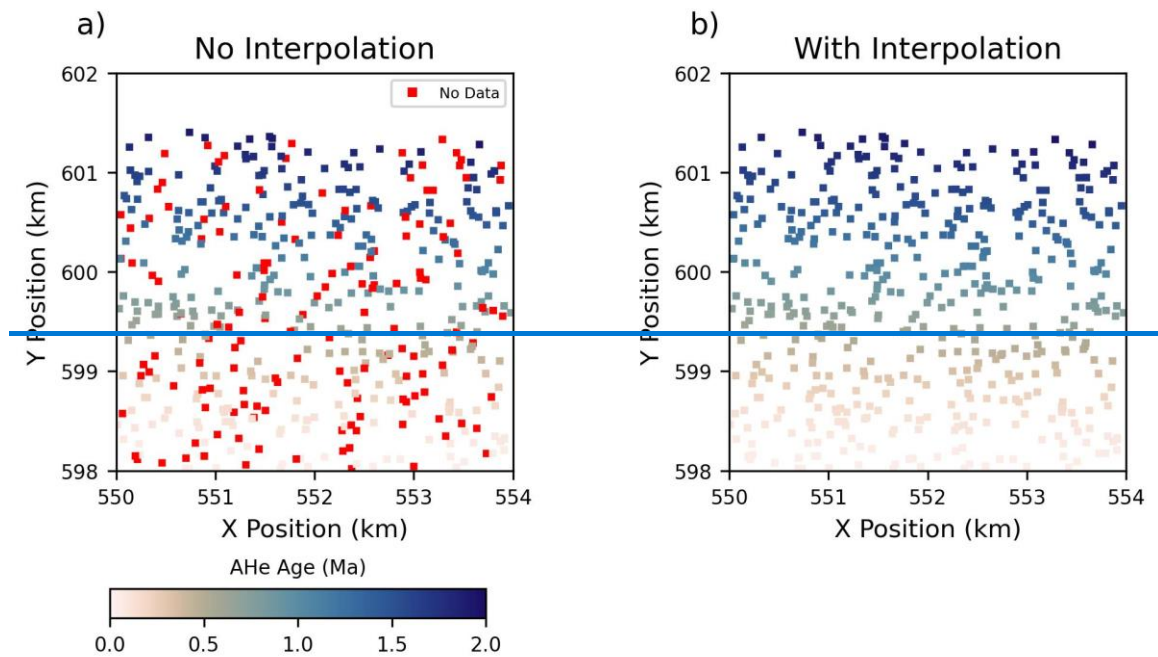 a)
No Interpolation
602
601
600
599
598
Y Position (km)
No Data
550 551 552 553 554
X Position (km)
AHe Age (Ma)
0.0 0.5 1.0 1.5 2.0
b)
With Interpolation
602
601
600
599
598
Y Position (km)
550 551 552 553 554
X Position (km)